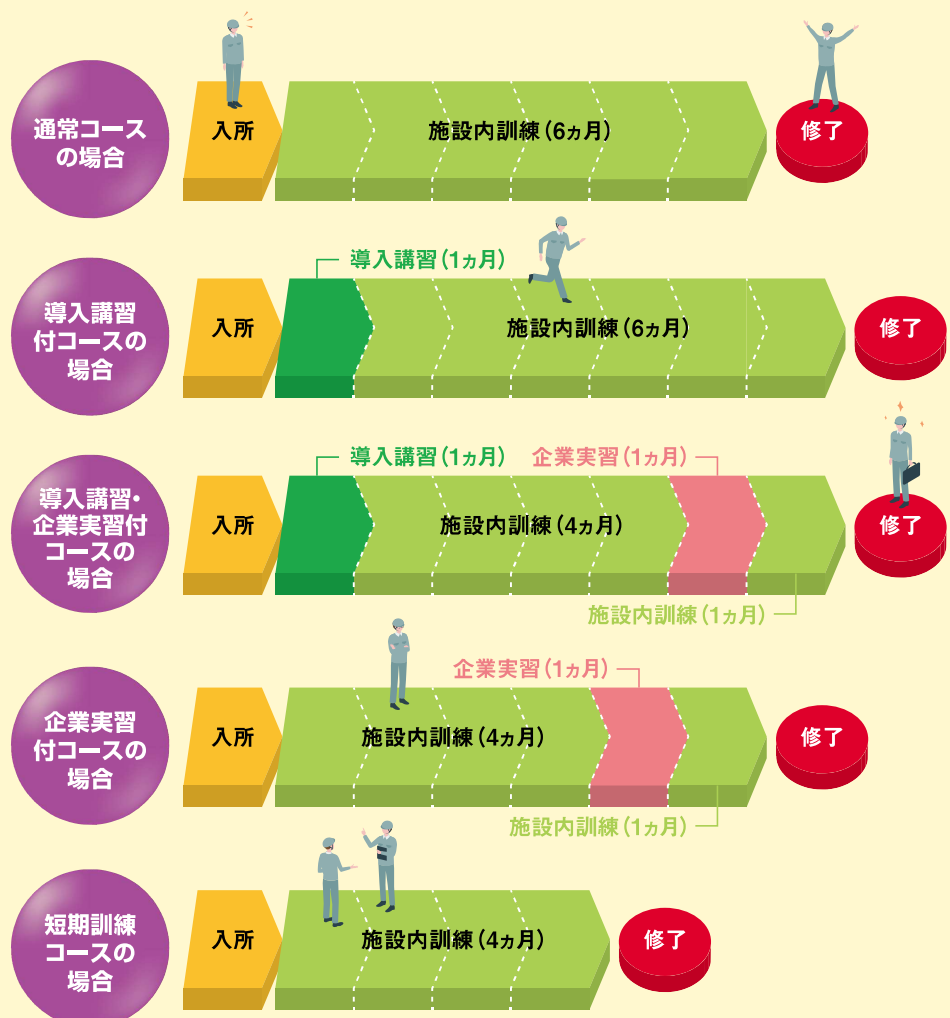 通常コース
の場合
入所
施設内訓練(6ヵ月)
修了
導入講習
付コースの
場合
入所
導入講習(1ヵ月)
施設内訓練(6ヵ月)
修了
導入講習・
企業実習付
コースの
場合
入所
導入講習(1ヵ月)
企業実習(1ヵ月)
施設内訓練(4ヵ月)
修了
施設内訓練(1ヵ月)
企業実習
付コースの
場合
入所
企業実習(1ヵ月)
施設内訓練(4ヵ月)
修了
施設内訓練(1ヵ月)
短期訓練
コースの
場合
入所
施設内訓練(4ヵ月)
修了